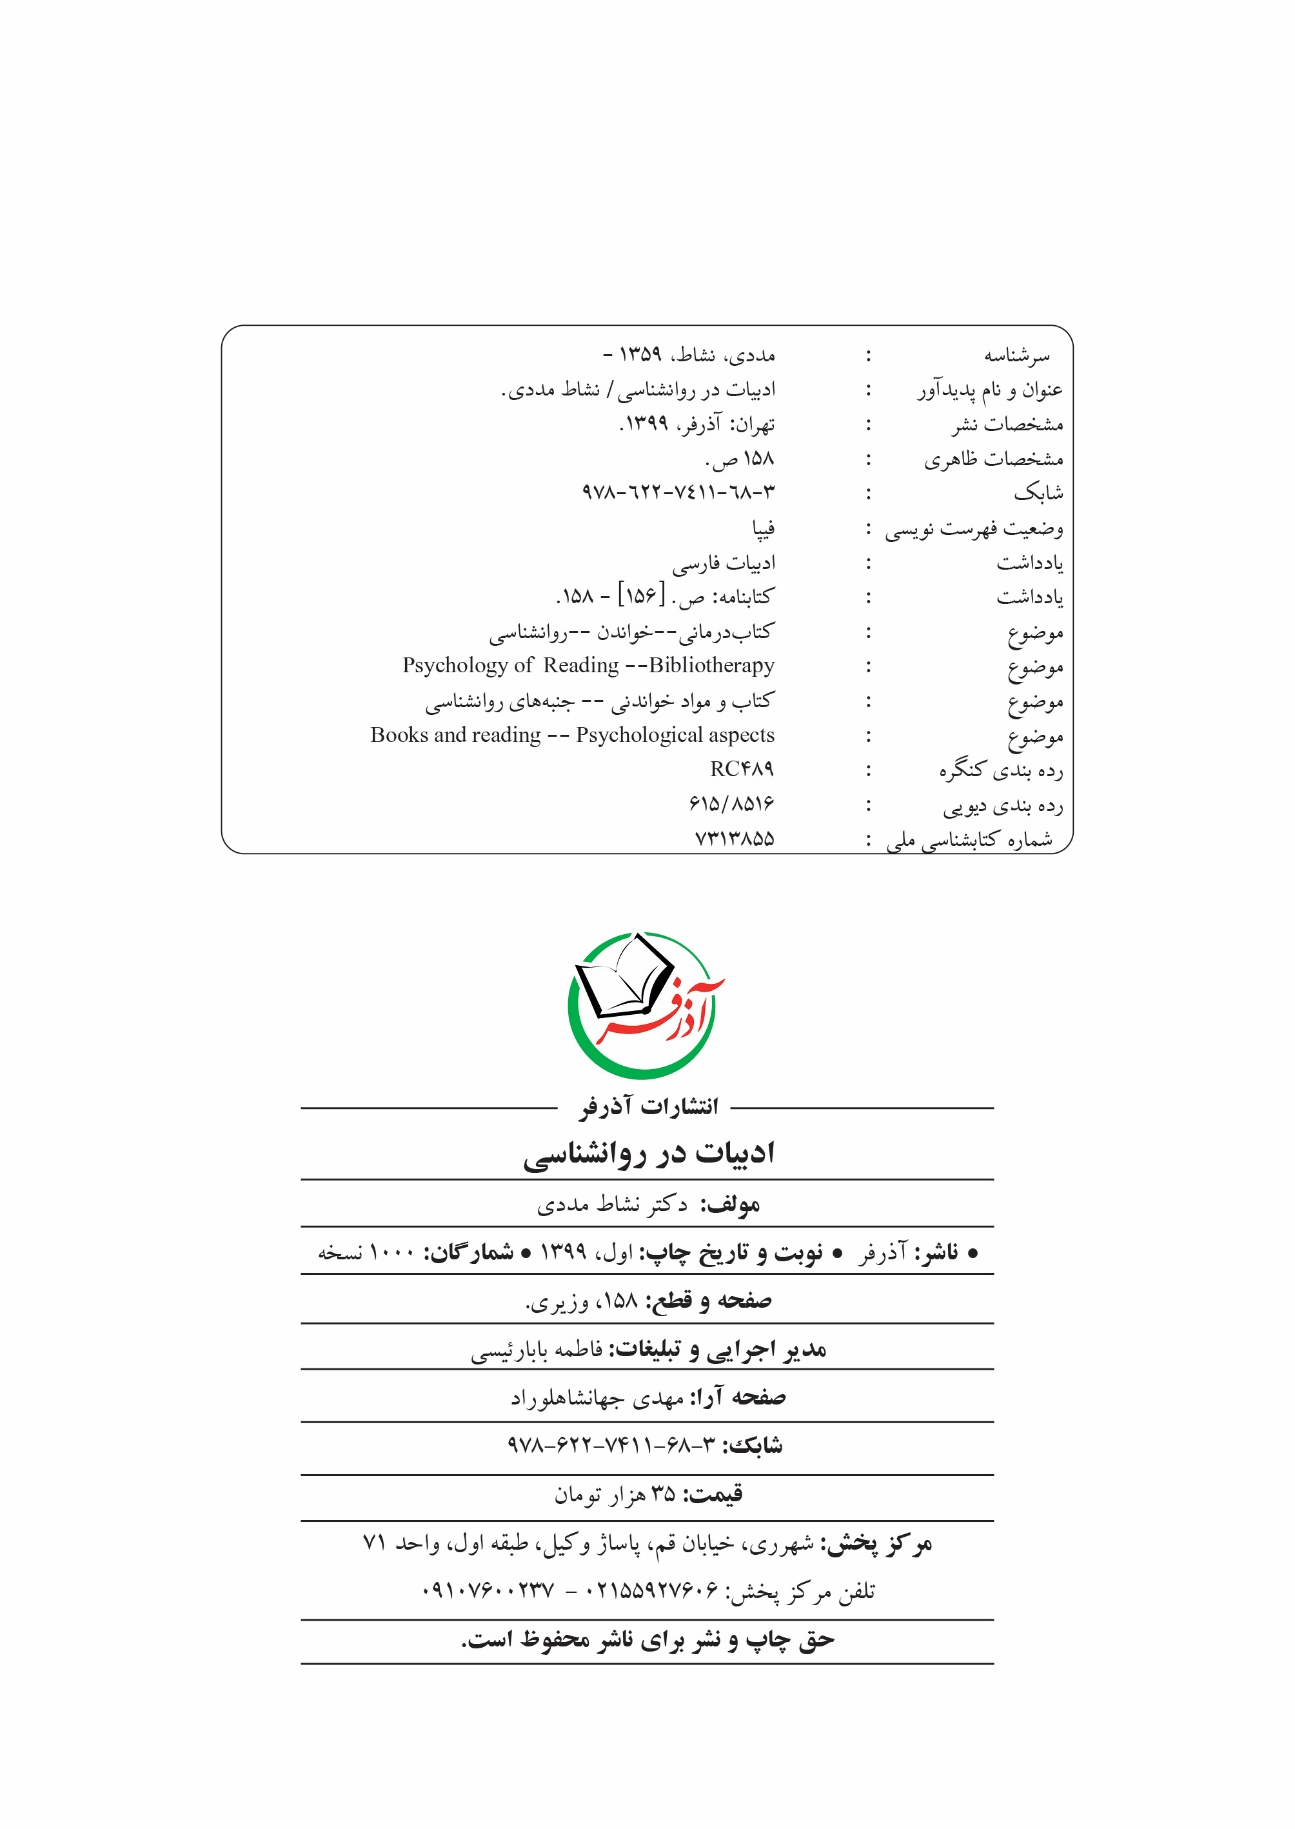 سرشناسه : مددی، نشاط، ۱۳۵۹ -
عنوان و نام پدیدآور : ادبیات در روانشناسی/ نشاط مددی.
مشخصات نشر : تهران: آذرفر، ۱۳۹۹.
مشخصات ظاهری : ۱۵۸ ص.
شابک : ۹۷۸-٦۲۲-۷٤۱۱-٦۸-۳
وضعیت فهرست نویسی : فیپا
یادداشت : ادبیات فارسی
یادداشت : کتابنامه: ص. [۱۵۶] - ۱۵۸.
موضوع : کتاب‌درمانی--خواندن --روانشناسی
موضوع : Psychology of Reading --Bibliotherapy
موضوع : کتاب و مواد خواندنی -- جنبه‌های روانشناسی
موضوع : Books and reading -- Psychological aspects
رده بندی کنگره : RC۴۸۹
رده بندی دیویی : ۶۱۵/۸۵۱۶
شماره کتابشناسی ملی : ۷۳۱۳۸۵۵
آذرفر
انتشارات آذرفر
ادبیات در روانشناسی
مولف: دکتر نشاط مددی
• ناشر: آذرفر • نوبت و تاریخ چاپ: اول، ۱۳۹۹ • شمارگان: ۱۰۰۰ نسخه
صفحه و قطع: ۱۵۸، وزیری.
مدیر اجرایی و تبلیغات: فاطمه بابارئیسی
صفحه آرا: مهدی جهانشاهلوراد
شابک: ۳-۶۸-۷۴۱۱-۶۲۲-۹۷۸
قیمت: ۳۵ هزار تومان
مرکز پخش: شهرری، خیابان قم، پاساژ وکیل، طبقه اول، واحد ۷۱
تلفن مرکز پخش: ۰۲۱۵۵۹۲۷۶۰۶ - ۰۹۱۰۷۶۰۰۲۳۷
حق چاپ و نشر برای ناشر محفوظ است.